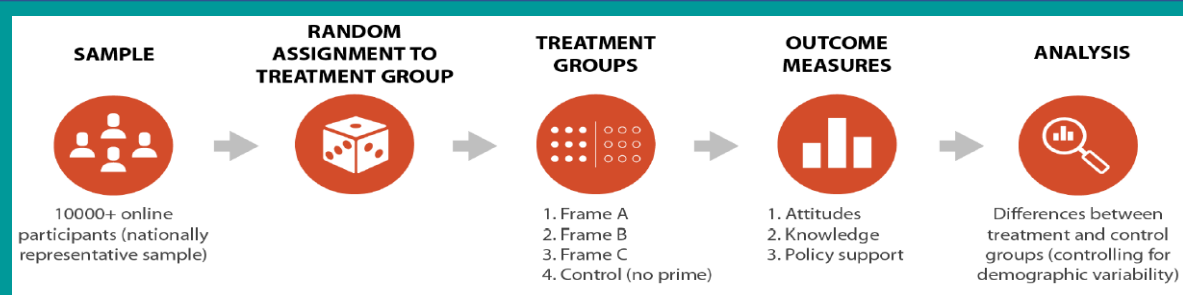 SAMPLE
10000+ online
participants (nationally
representative sample)
RANDOM
ASSIGNMENT TO
TREATMENT GROUP
TREATMENT
GROUPS
1. Frame A
2. Frame B
3. Frame C
4. Control (no prime)
OUTCOME
MEASURES
1. Attitudes
2. Knowledge
3. Policy support
ANALYSIS
Differences between
treatment and control
groups (controlling for
demographic variability)